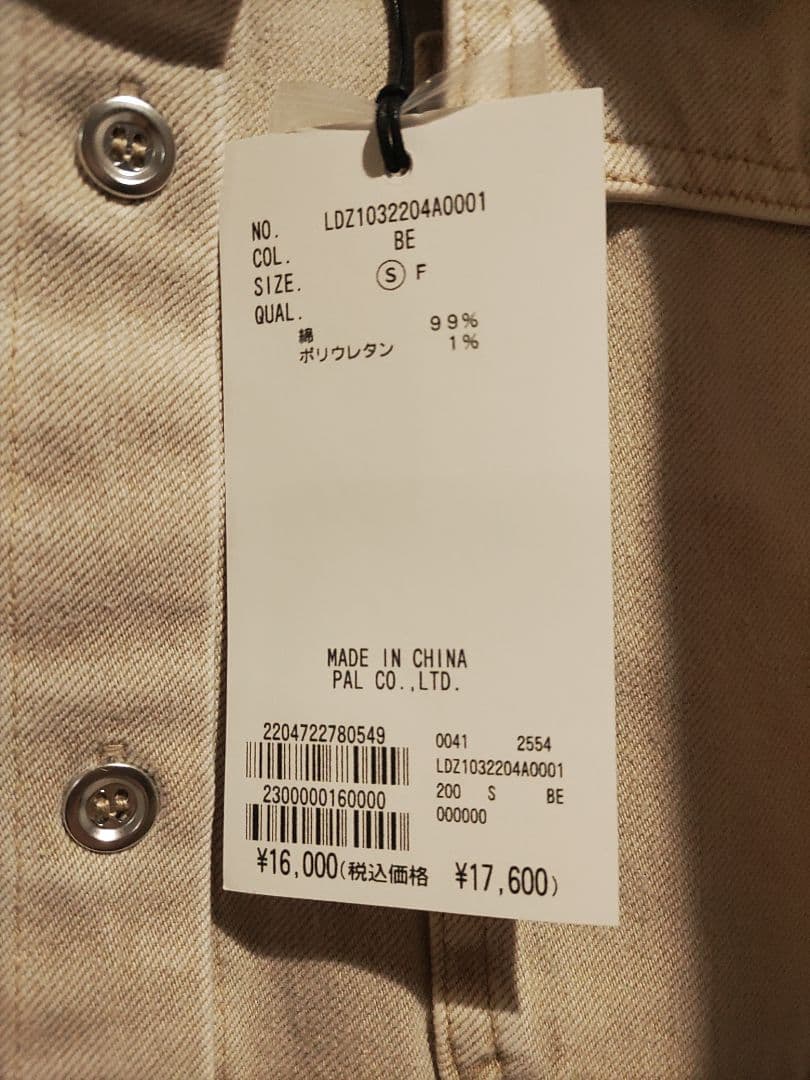 NO. LDZ1032204A0001
COL. BE
SIZE. Ⓢ F
QUAL.
綿 99%
ポリウレタン 1%
MADE IN CHINA
PAL CO.,LTD.
2204722780549 0041 2554
LDZ1032204A0001
2300000160000 200 S BE
000000
¥16,000(税込価格 ¥17,600)